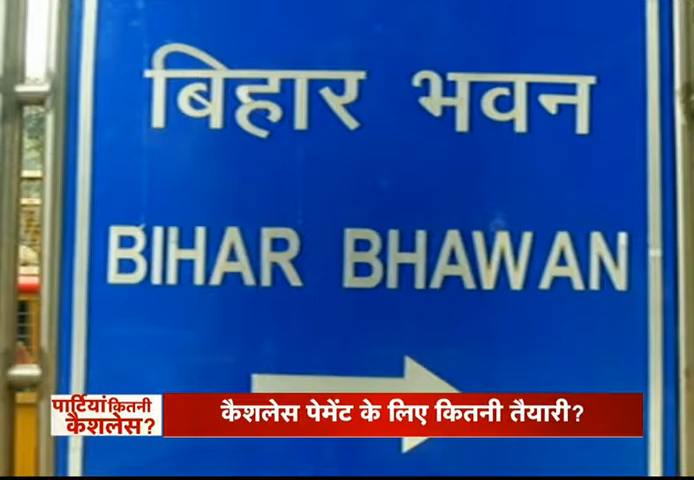 बिहार भवन
BIHAR BHAWAN
पार्टियां कितनी
कैशलेस?
कैशलेस पेमेंट के लिए कितनी तैयारी?